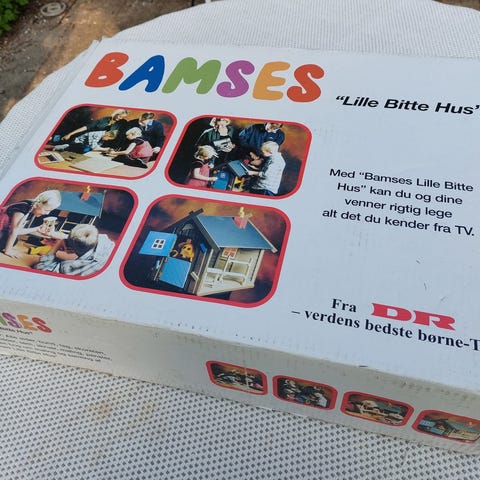 BAMSES
"Lille Bitte Hus"
Med "Bamses Lille Bitte
Hus" kan du og dine
venner rigtig lege
alt det du kender fra TV.
Fra DR
– verdens bedste børne-T
MSES